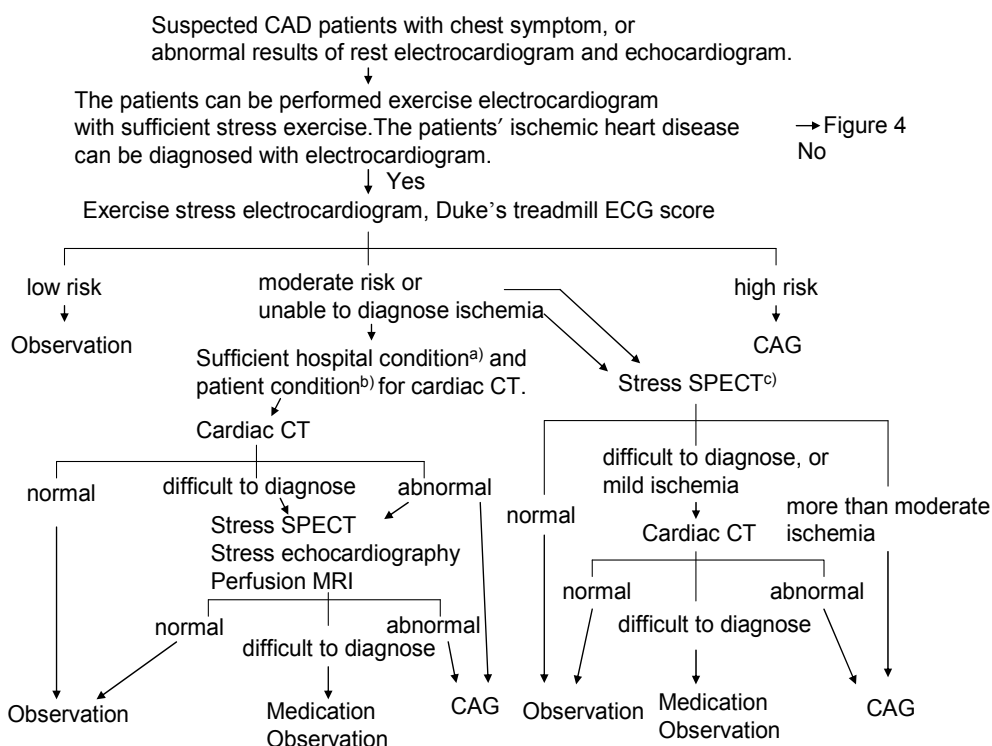 Suspected CAD patients with chest symptom, or
abnormal results of rest electrocardiogram and echocardiogram.
The patients can be performed exercise electrocardiogram
with sufficient stress exercise.The patients′ ischemic heart disease
can be diagnosed with electrocardiogram.
Figure 4
No
Yes
Exercise stress electrocardiogram, Duke’s treadmill ECG score
low risk
moderate risk or
unable to diagnose ischemia
high risk
Observation
CAG
Sufficient hospital condition a) and
patient condition b) for cardiac CT.
Stress SPECT c)
Cardiac CT
normal
difficult to diagnose
abnormal
Stress SPECT
Stress echocardiography
Perfusion MRI
normal
difficult to diagnose
abnormal
Observation
Medication
Observation
CAG
normal
difficult to diagnose, or
mild ischemia
more than moderate
ischemia
Cardiac CT
normal
difficult to diagnose
abnormal
Observation
Medication
Observation
CAG